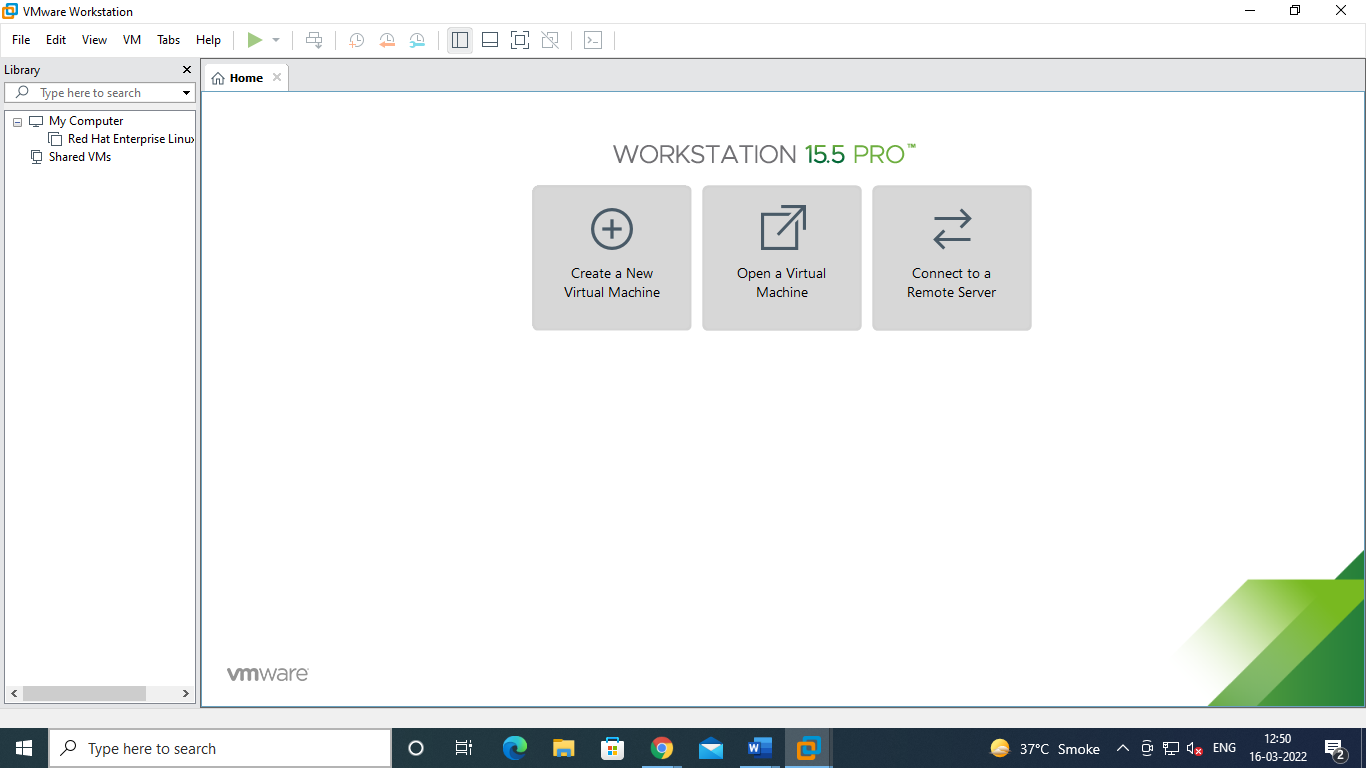 VMware Workstation
File Edit View VM Tabs Help
Library
Type here to search
My Computer
Red Hat Enterprise Linux
Shared VMs
Home
WORKSTATION 15.5 PRO™
Create a New
Virtual Machine
Open a Virtual
Machine
Connect to a
Remote Server
vmware
Type here to search
37°C Smoke
ENG
12:50
16-03-2022
2